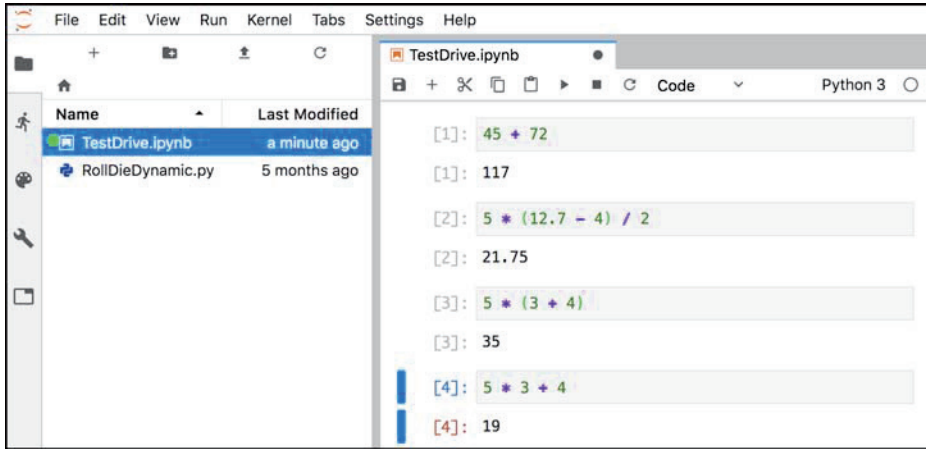 File Edit View Run Kernel Tabs Settings Help
TestDrive.ipynb
Code Python 3
Name Last Modified
TestDrive.ipynb a minute ago
RollDieDynamic.py 5 months ago
[1]: 45 + 72
[1]: 117
[2]: 5 * (12.7 - 4) / 2
[2]: 21.75
[3]: 5 * (3 + 4)
[3]: 35
[4]: 5 * 3 + 4
[4]: 19